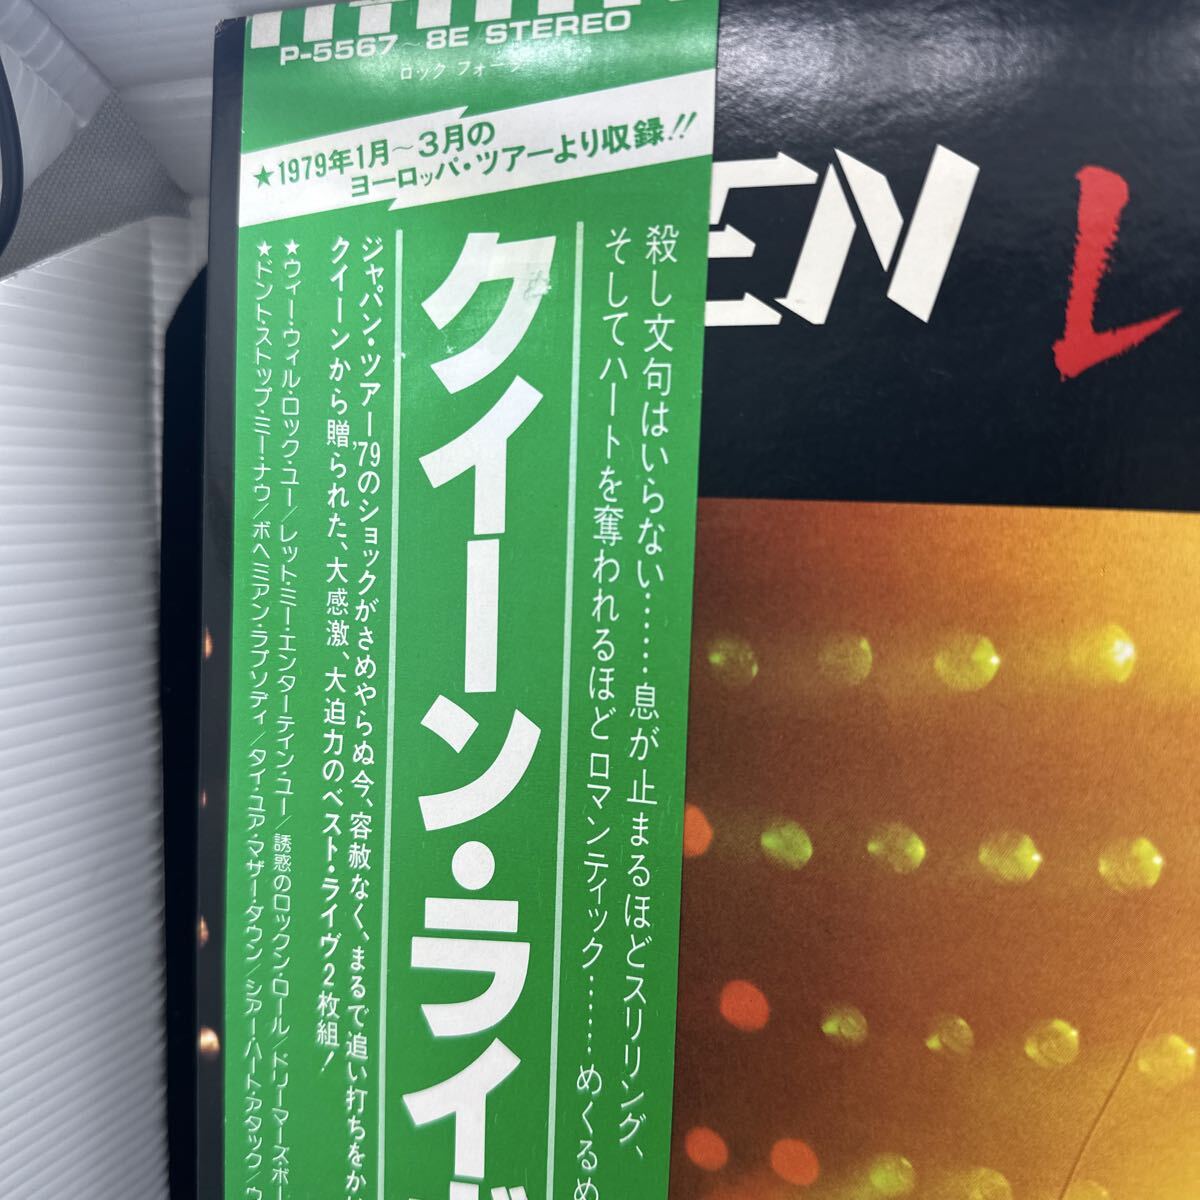 P-5567~8E STEREO
ロック フォー
★1979年1月～3月の
ヨーロッパ・ツアーより収録!!
EN L
殺し文句はいらない……息が止まるほどスリリング、
そしてハートを奪われるほどロマンティック……めくるめ
クイーン・ライ
ジャパン・ツアー'79のショックがさめやらぬ今、容赦なく、まるで追い打ちをか
クイーンから贈られた、大感激、大迫力のベスト・ライヴ2枚組!
★ウィー・ウィル・ロック・ユー/レット・ミー・エンターテイン・ユー/誘惑のロックン・ロール/ドリーマーズ・ボー
★ドント・ストップ・ミー・ナウ/ボヘミアン・ラプソディ/タイ・ユア・マザー・ダウン/シアー・ハート・アタック/